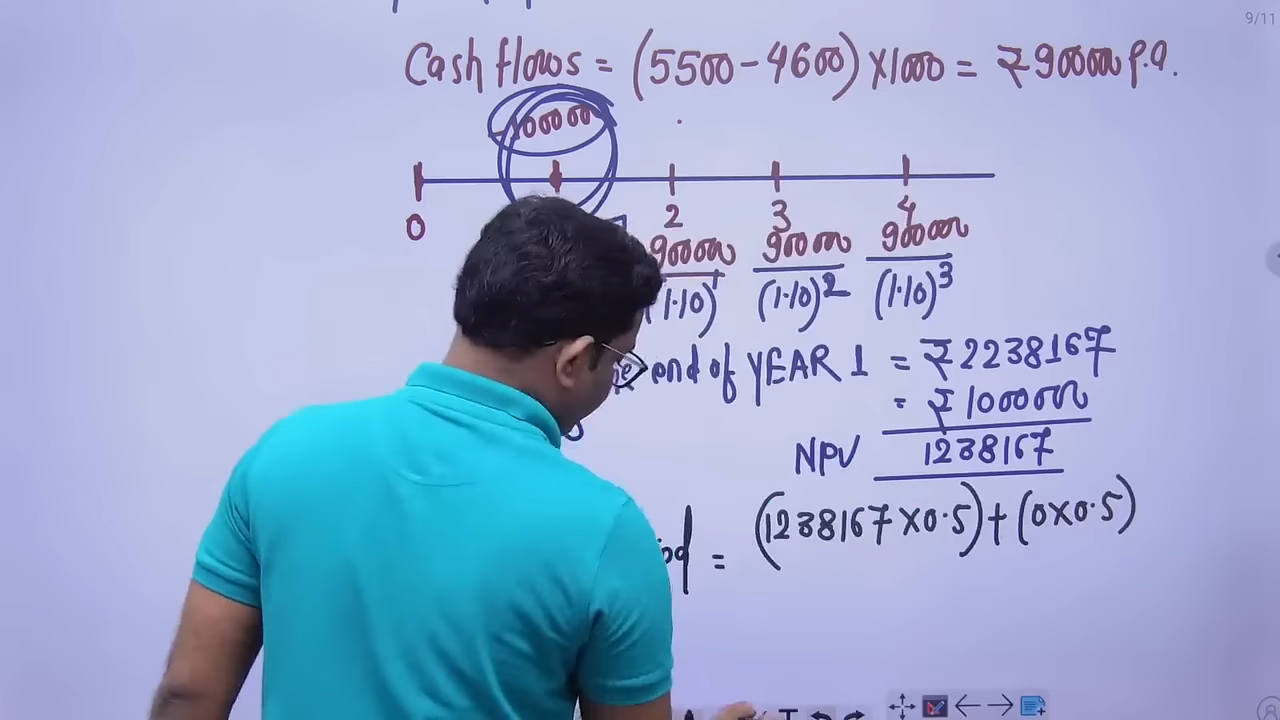 9/11
Cash flows = (5500-4600)×1000 = ₹900000 p.a.
0 2 3 4
900000 900000 900000
(1.10)¹ (1.10)² (1.10)³
end of YEAR 1 = ₹2238167
= ₹1000000
NPV 1238167
= (1238167×0.5)+(0×0.5)